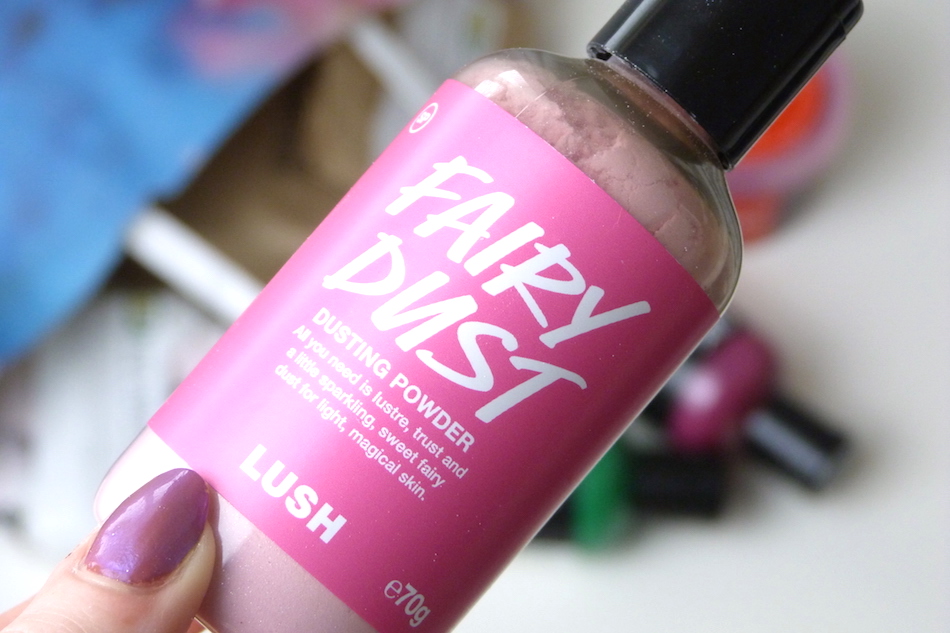 FAIRY
DUST
DUSTING POWDER
All you need is lustre, trust and
a little sparkling, sweet fairy
dust for light, magical skin.
LUSH
e70g